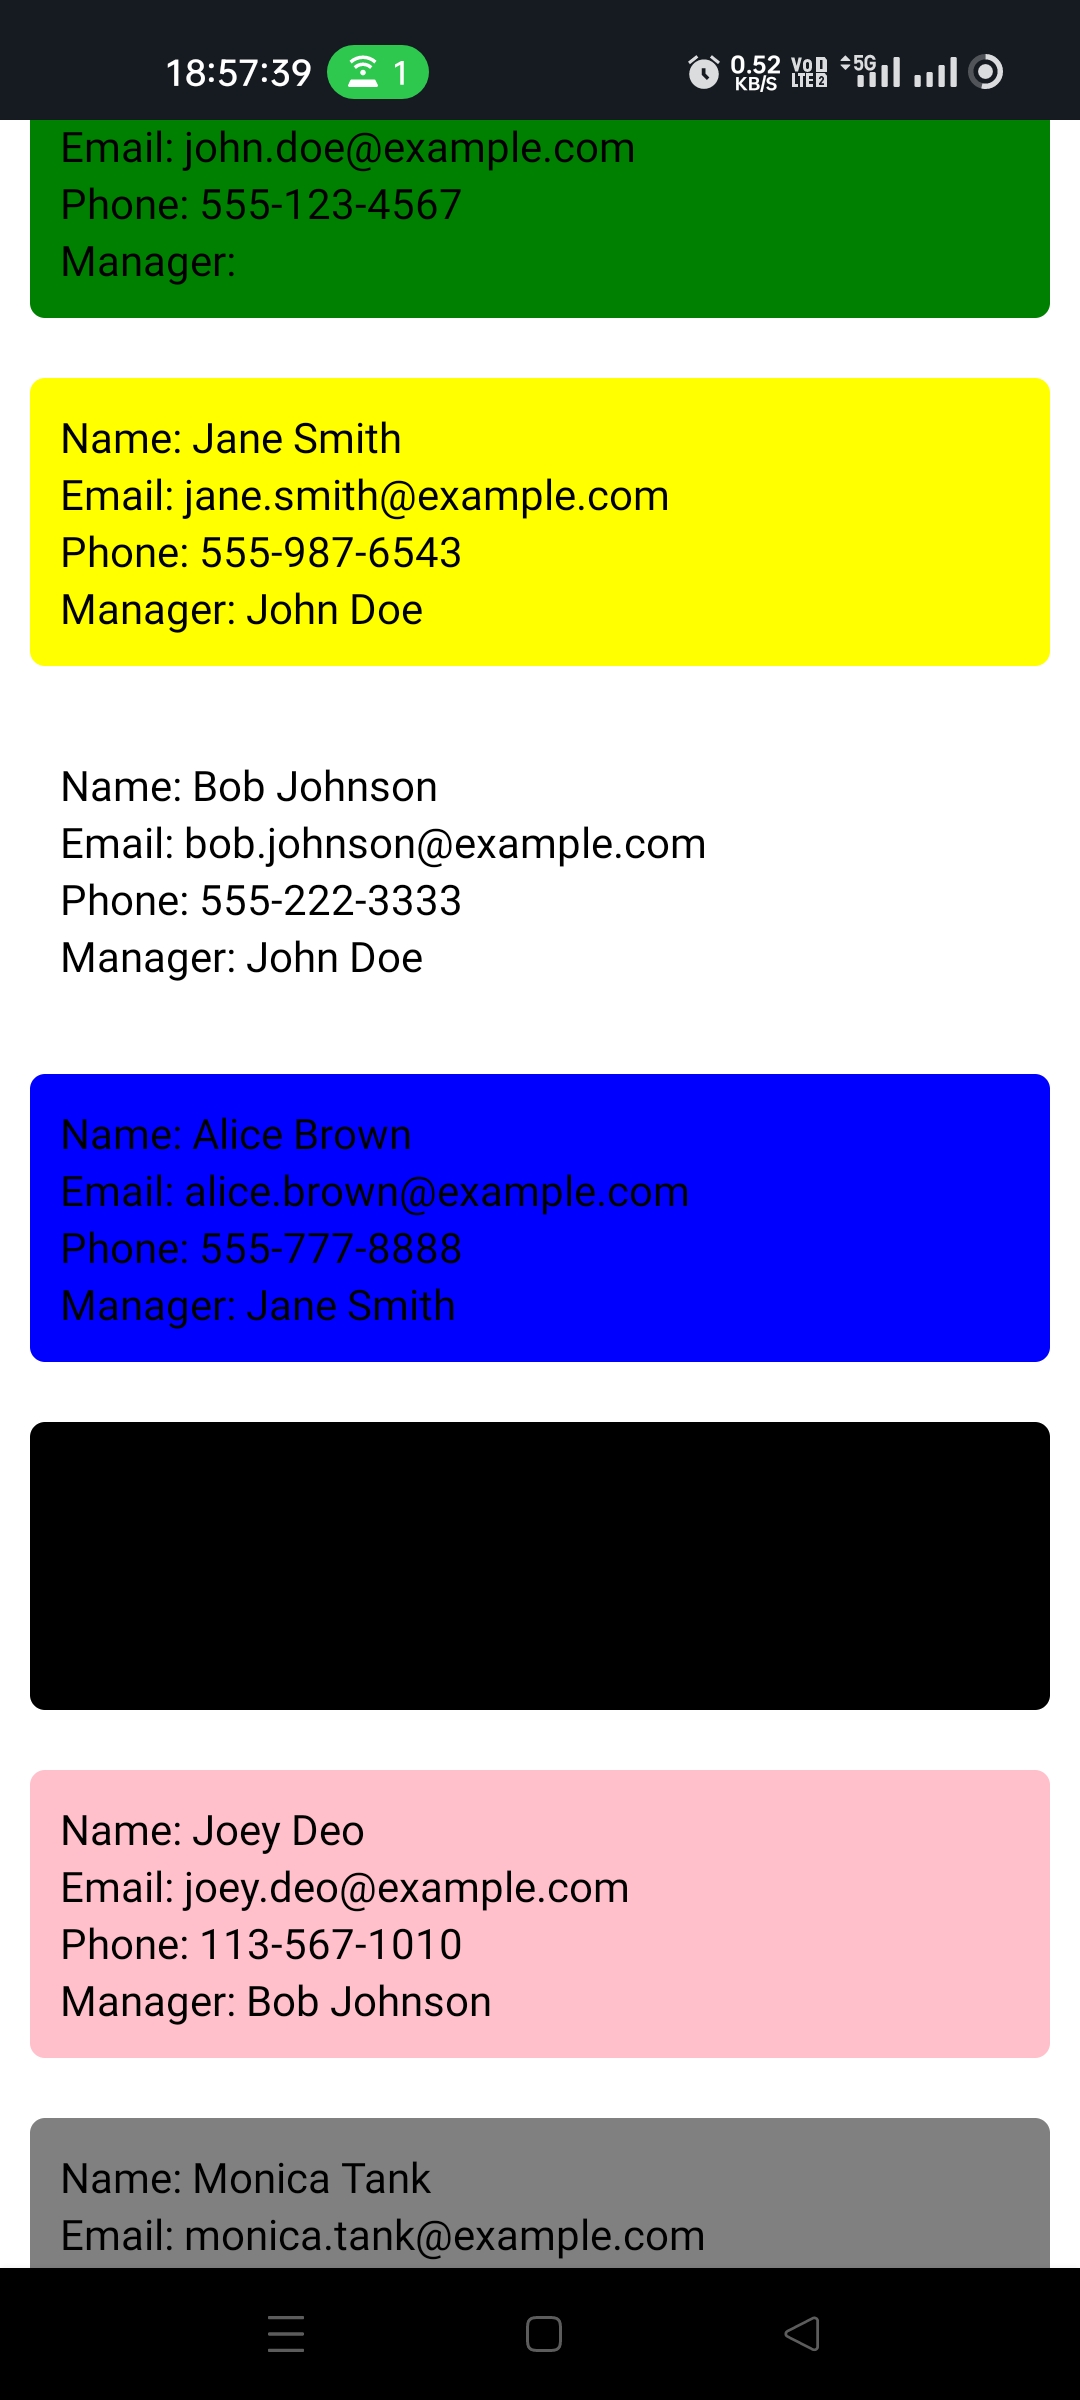 18:57:39 1 0.52 KB/S Vo 1 LTE 2 5G
Email: john.doe@example.com
Phone: 555-123-4567
Manager:
Name: Jane Smith
Email: jane.smith@example.com
Phone: 555-987-6543
Manager: John Doe
Name: Bob Johnson
Email: bob.johnson@example.com
Phone: 555-222-3333
Manager: John Doe
Name: Alice Brown
Email: alice.brown@example.com
Phone: 555-777-8888
Manager: Jane Smith
Name: Joey Deo
Email: joey.deo@example.com
Phone: 113-567-1010
Manager: Bob Johnson
Name: Monica Tank
Email: monica.tank@example.com